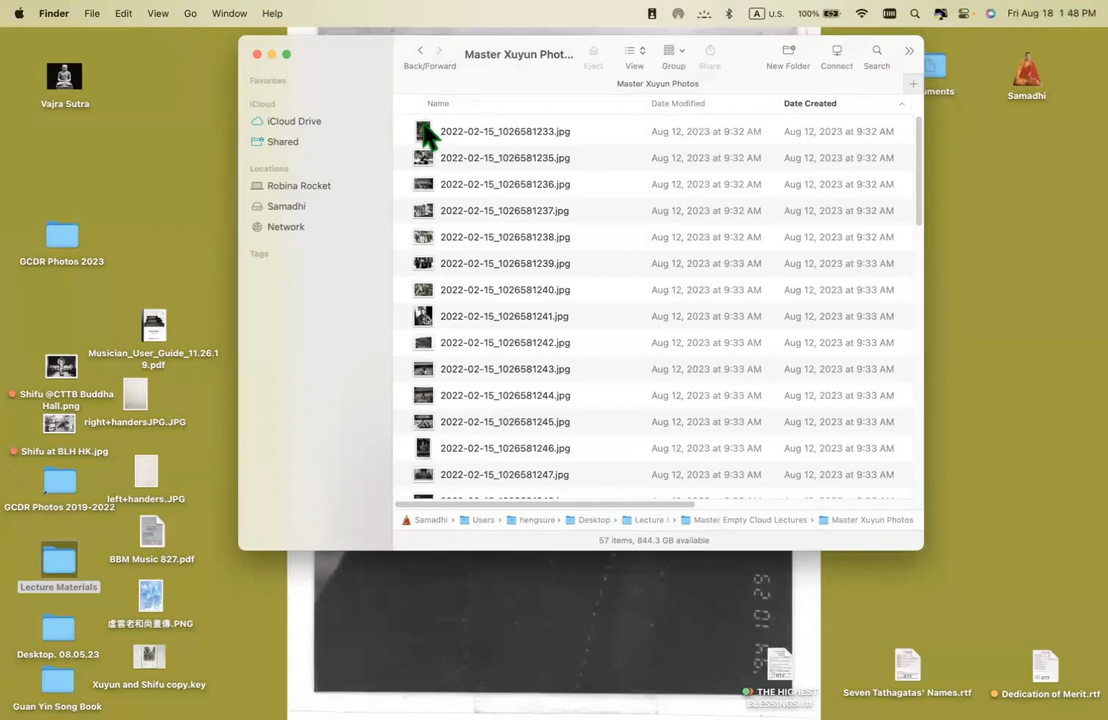 Finder File Edit View Go Window Help A U.S. 100% Fri Aug 18 1:48 PM
Master Xuyun Phot...
Back/Forward Eject View Group Share New Folder Connect Search
Master Xuyun Photos
Name Date Modified Date Created
Favorites
iCloud
iCloud Drive
Shared
Locations
Robina Rocket
Samadhi
Network
Tags
2022-02-15_1026581233.jpg Aug 12, 2023 at 9:32 AM Aug 12, 2023 at 9:32 AM
2022-02-15_1026581235.jpg Aug 12, 2023 at 9:32 AM Aug 12, 2023 at 9:32 AM
2022-02-15_1026581236.jpg Aug 12, 2023 at 9:32 AM Aug 12, 2023 at 9:32 AM
2022-02-15_1026581237.jpg Aug 12, 2023 at 9:32 AM Aug 12, 2023 at 9:32 AM
2022-02-15_1026581238.jpg Aug 12, 2023 at 9:32 AM Aug 12, 2023 at 9:32 AM
2022-02-15_1026581239.jpg Aug 12, 2023 at 9:33 AM Aug 12, 2023 at 9:33 AM
2022-02-15_1026581240.jpg Aug 12, 2023 at 9:33 AM Aug 12, 2023 at 9:33 AM
2022-02-15_1026581241.jpg Aug 12, 2023 at 9:33 AM Aug 12, 2023 at 9:33 AM
2022-02-15_1026581242.jpg Aug 12, 2023 at 9:33 AM Aug 12, 2023 at 9:33 AM
2022-02-15_1026581243.jpg Aug 12, 2023 at 9:33 AM Aug 12, 2023 at 9:33 AM
2022-02-15_1026581244.jpg Aug 12, 2023 at 9:33 AM Aug 12, 2023 at 9:33 AM
2022-02-15_1026581245.jpg Aug 12, 2023 at 9:33 AM Aug 12, 2023 at 9:33 AM
2022-02-15_1026581246.jpg Aug 12, 2023 at 9:33 AM Aug 12, 2023 at 9:33 AM
2022-02-15_1026581247.jpg Aug 12, 2023 at 9:33 AM Aug 12, 2023 at 9:33 AM
Samadhi Users hengsure Desktop Lecture Master Empty Cloud Lectures Master Xuyun Photos
57 items, 844.3 GB available
Vajra Sutra
GCDR Photos 2023
Musician_User_Guide_11.26.1
9.pdf
Shifu @CTTB Buddha
Hall.png
right+handersJPG.JPG
Shifu at BLH HK.jpg
left+handers.JPG
GCDR Photos 2019-2022
BBM Music 827.pdf
Lecture Materials
虛雲老和尚畫傳.PNG
Desktop. 08.05.23
Xuyun and Shifu copy.key
Guan Yin Song Book
uments
Samadhi
94 10 29
THE HIGHEST
BLESSINGS.rtf
Seven Tathagatas' Names.rtf
Dedication of Merit.rtf